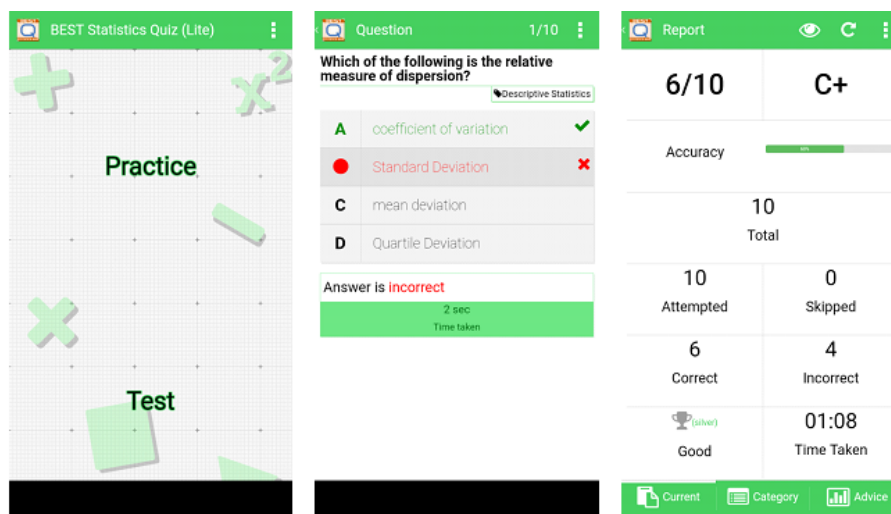 BEST Statistics Quiz (Lite)
Practice
Test
Question 1/10
Which of the following is the relative
measure of dispersion?
Descriptive Statistics
A coefficient of variation
Standard Deviation
C mean deviation
D Quartile Deviation
Answer is incorrect
2 sec
Time taken
Report
6/10 C+
Accuracy
10
Total
10 0
Attempted Skipped
6 4
Correct Incorrect
(silver) 01:08
Good Time Taken
Current Category Advice